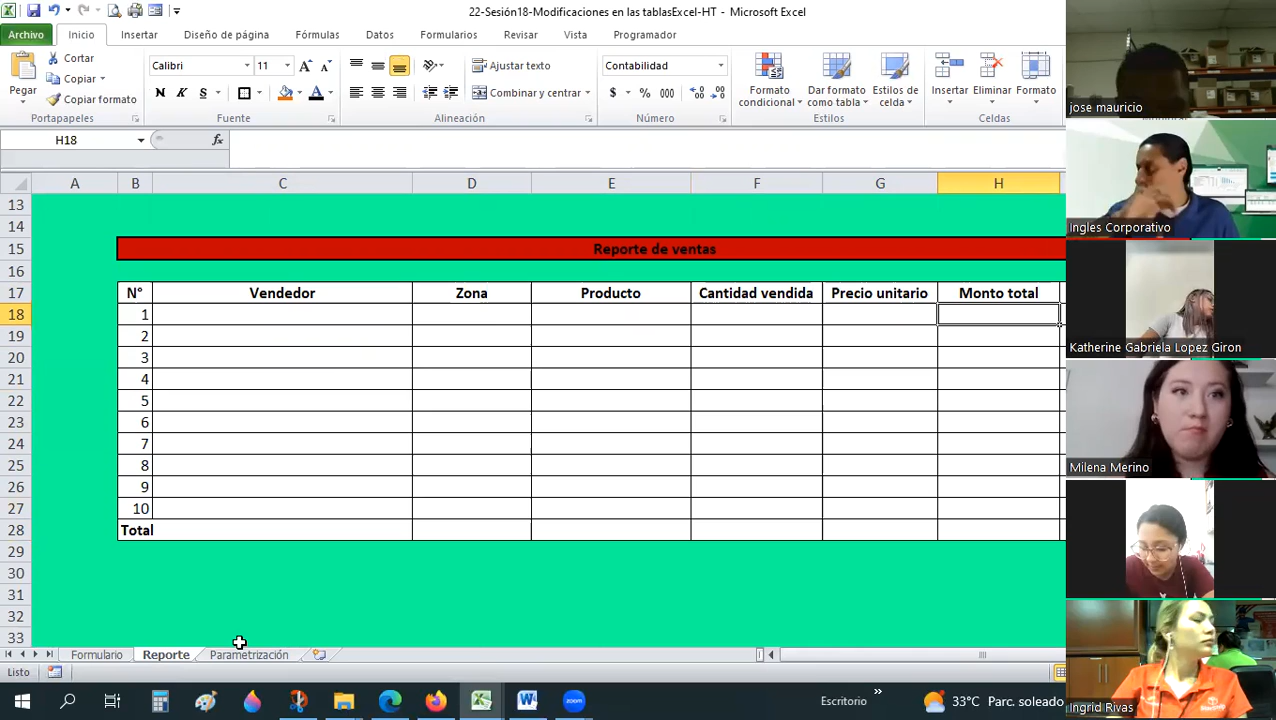 22-Sesión18-Modificaciones en las tablasExcel-HT - Microsoft Excel
Archivo Inicio Insertar Diseño de página Fórmulas Datos Formularios Revisar Vista Programador
Pegar
Cortar
Copiar
Copiar formato
Portapapeles
Calibri 11
N K S
Fuente
Ajustar texto
Combinar y centrar
Alineación
Contabilidad
$ % 000
Número
Formato condicional
Dar formato como tabla
Estilos de celda
Estilos
Insertar Eliminar Formato
Celdas
H18 fx
A B C D E F G H
13
14
15 Reporte de ventas
16
17 N° Vendedor Zona Producto Cantidad vendida Precio unitario Monto total
18 1
19 2
20 3
21 4
22 5
23 6
24 7
25 8
26 9
27 10
28 Total
29
30
31
32
33
Formulario Reporte Parametrización
Listo
Escritorio » 33°C Parc. soleado
zoom
jose mauricio
Ingles Corporativo
Katherine Gabriela Lopez Giron
Milena Merino
Ingrid Rivas